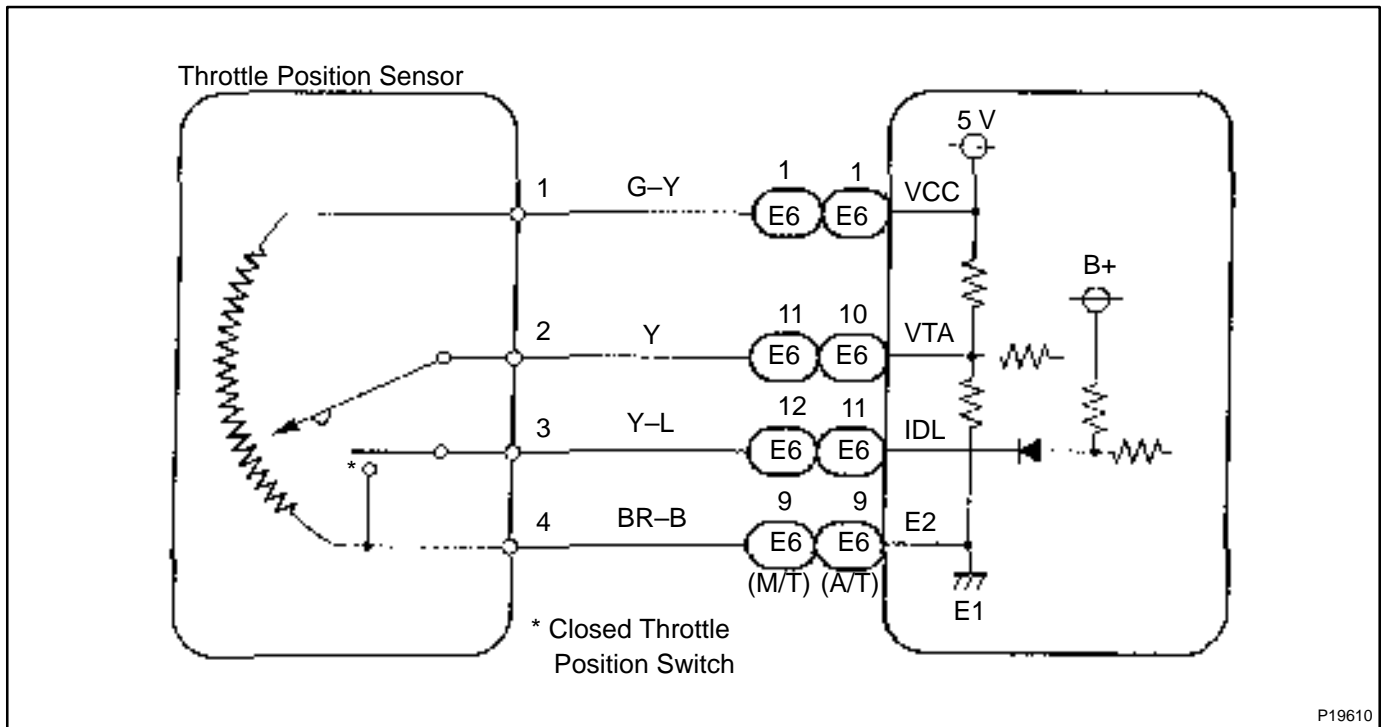 Throttle Position Sensor
5 V
1 G–Y 1 1 VCC
E6 E6
B+
2 Y 11 10 VTA
E6 E6
3 Y–L 12 11 IDL
E6 E6
*
4 BR–B 9 9 E2
E6 E6
(M/T) (A/T)
E1
* Closed Throttle
Position Switch
P19610